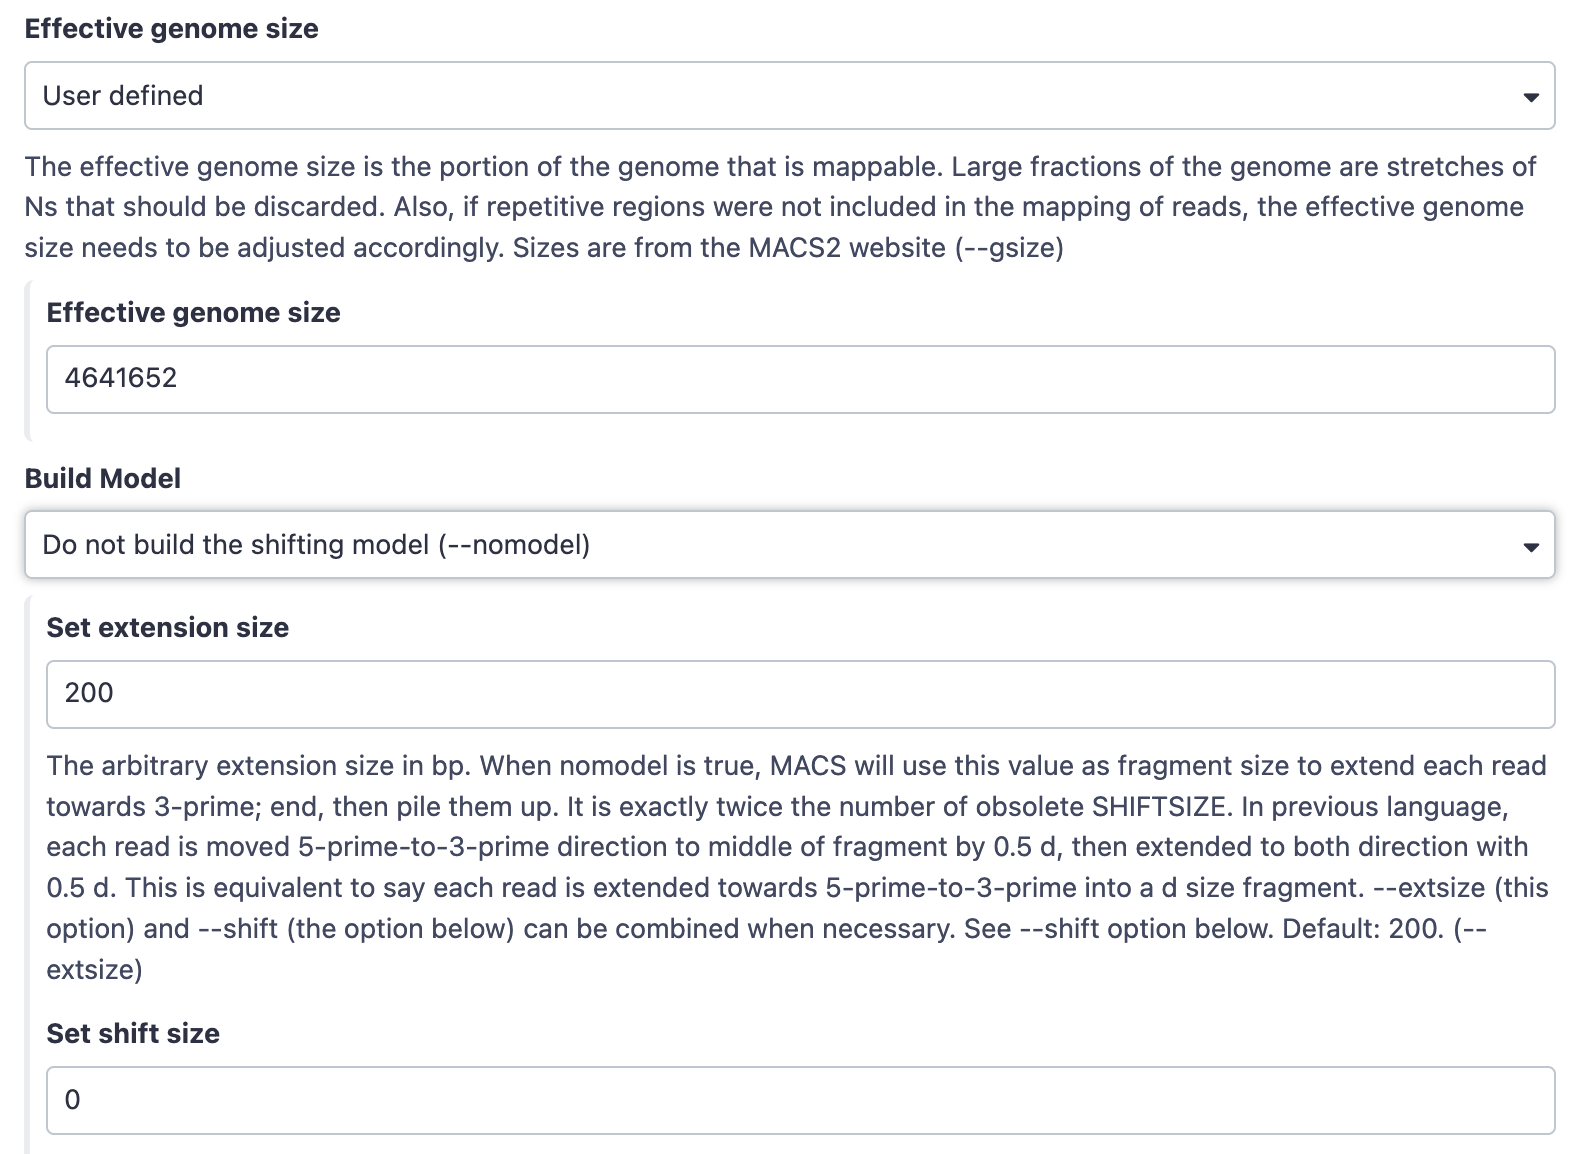 Effective genome size
User defined
The effective genome size is the portion of the genome that is mappable. Large fractions of the genome are stretches of
Ns that should be discarded. Also, if repetitive regions were not included in the mapping of reads, the effective genome
size needs to be adjusted accordingly. Sizes are from the MACS2 website (--gsize)
Effective genome size
4641652
Build Model
Do not build the shifting model (--nomodel)
Set extension size
200
The arbitrary extension size in bp. When nomodel is true, MACS will use this value as fragment size to extend each read
towards 3-prime; end, then pile them up. It is exactly twice the number of obsolete SHIFTSIZE. In previous language,
each read is moved 5-prime-to-3-prime direction to middle of fragment by 0.5 d, then extended to both direction with
0.5 d. This is equivalent to say each read is extended towards 5-prime-to-3-prime into a d size fragment. --extsize (this
option) and --shift (the option below) can be combined when necessary. See --shift option below. Default: 200. (--
extsize)
Set shift size
0